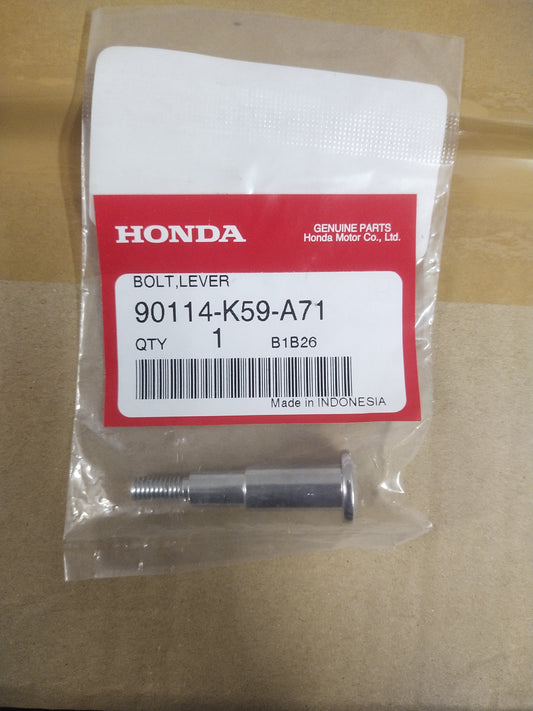 HONDA
GENUINE PARTS
Honda Motor Co., Ltd.
BOLT,LEVER
90114-K59-A71
QTY 1 B1B26
Made in INDONESIA